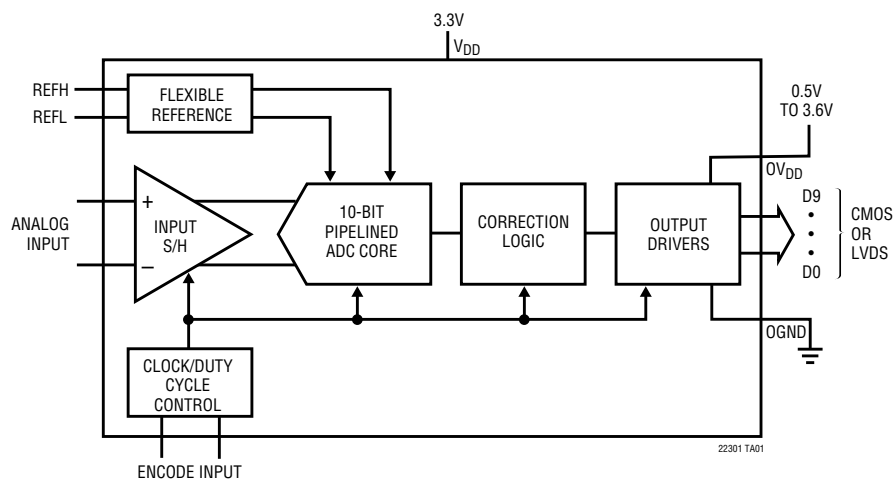 3.3V
VDD
REFH
REFL
FLEXIBLE
REFERENCE
0.5V
TO 3.6V
OVDD
ANALOG
INPUT
+
–
INPUT
S/H
10-BIT
PIPELINED
ADC CORE
CORRECTION
LOGIC
OUTPUT
DRIVERS
D9
•
•
•
D0
CMOS
OR
LVDS
OGND
CLOCK/DUTY
CYCLE
CONTROL
ENCODE INPUT
22301 TA01